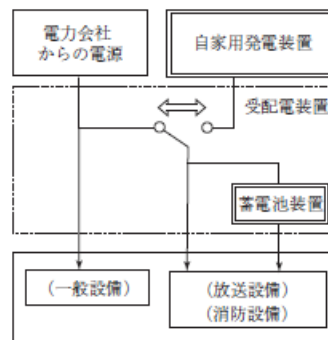 電力会社
からの電源
自家用発電装置
受配電装置
蓄電池装置
（一般設備）
（放送設備）
（消防設備）